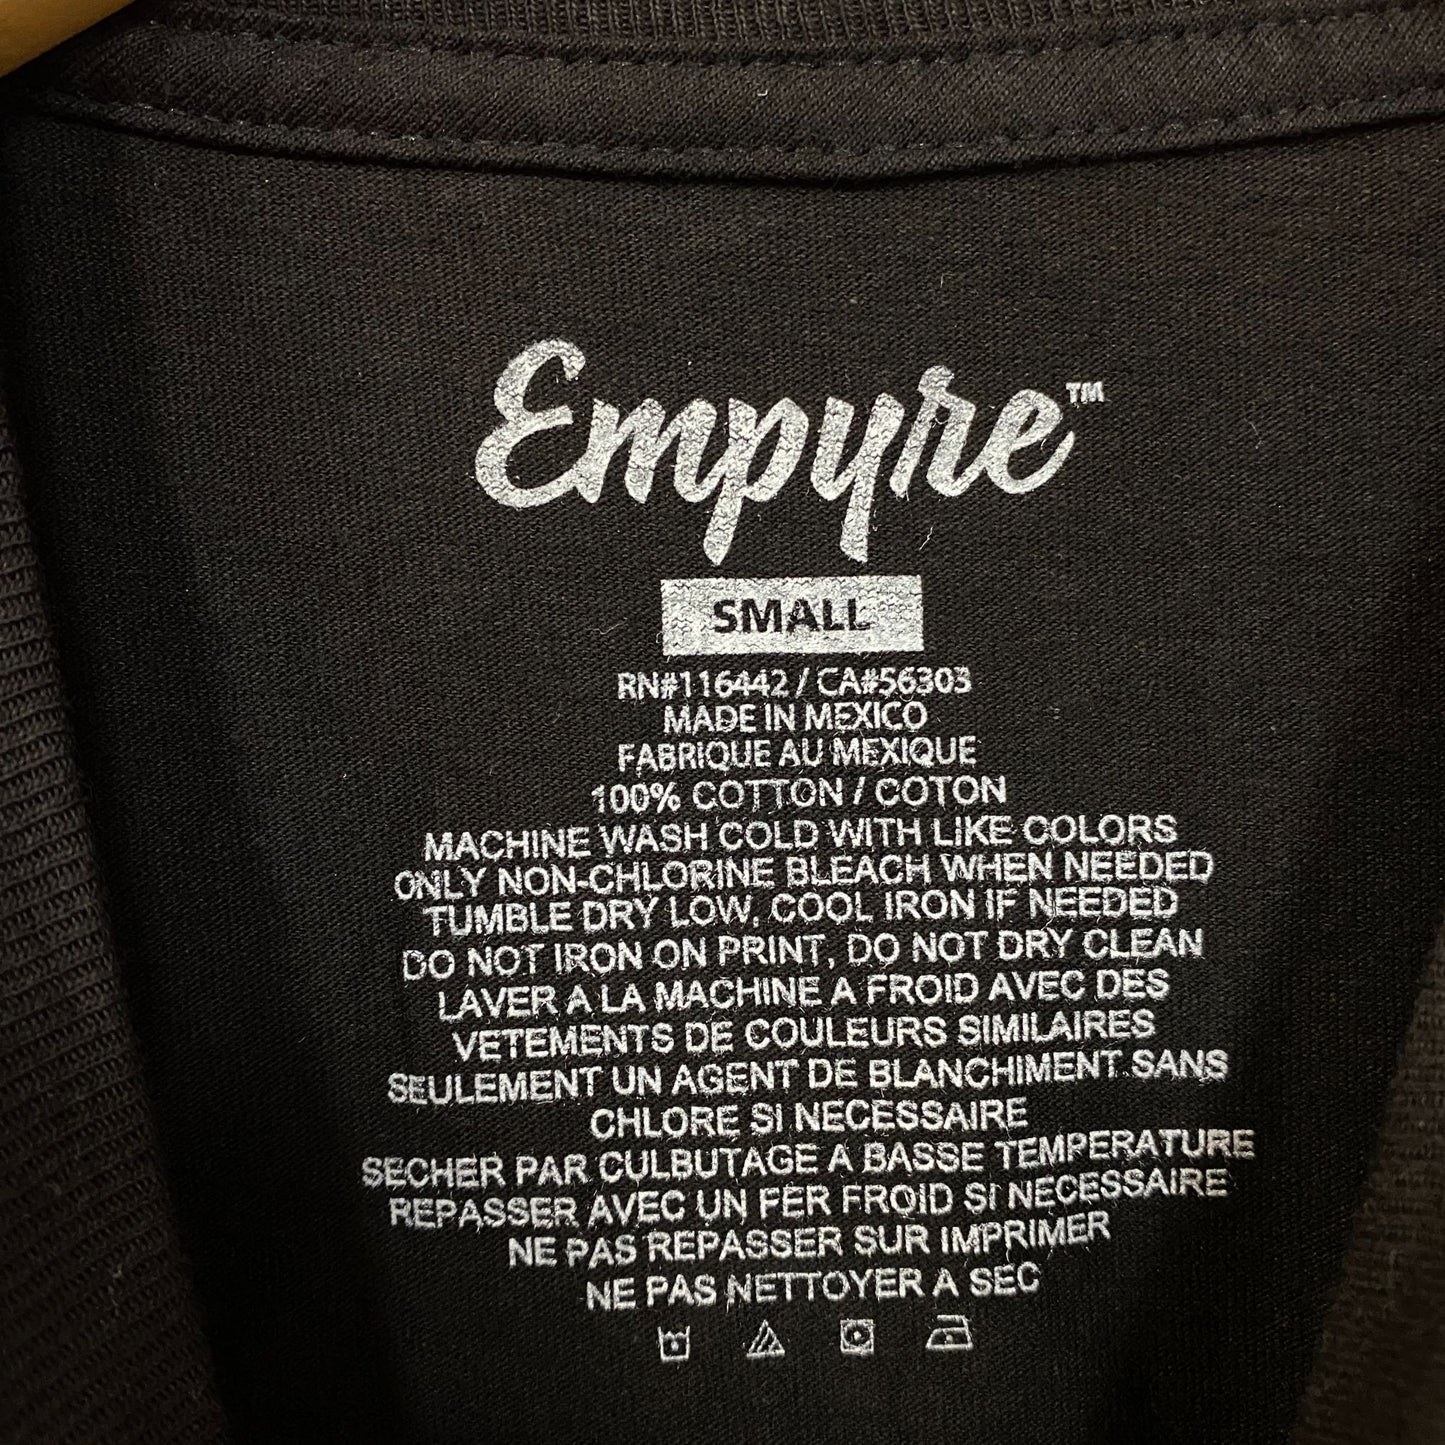 Empyre™
SMALL
RN#116442 / CA#56303
MADE IN MEXICO
FABRIQUE AU MEXIQUE
100% COTTON / COTON
MACHINE WASH COLD WITH LIKE COLORS
ONLY NON-CHLORINE BLEACH WHEN NEEDED
TUMBLE DRY LOW, COOL IRON IF NEEDED
DO NOT IRON ON PRINT, DO NOT DRY CLEAN
LAVER A LA MACHINE A FROID AVEC DES
VETEMENTS DE COULEURS SIMILAIRES
SEULEMENT UN AGENT DE BLANCHIMENT SANS
CHLORE SI NECESSAIRE
SECHER PAR CULBUTAGE A BASSE TEMPERATURE
REPASSER AVEC UN FER FROID SI NECESSAIRE
NE PAS REPASSER SUR IMPRIMER
NE PAS NETTOYER A SEC